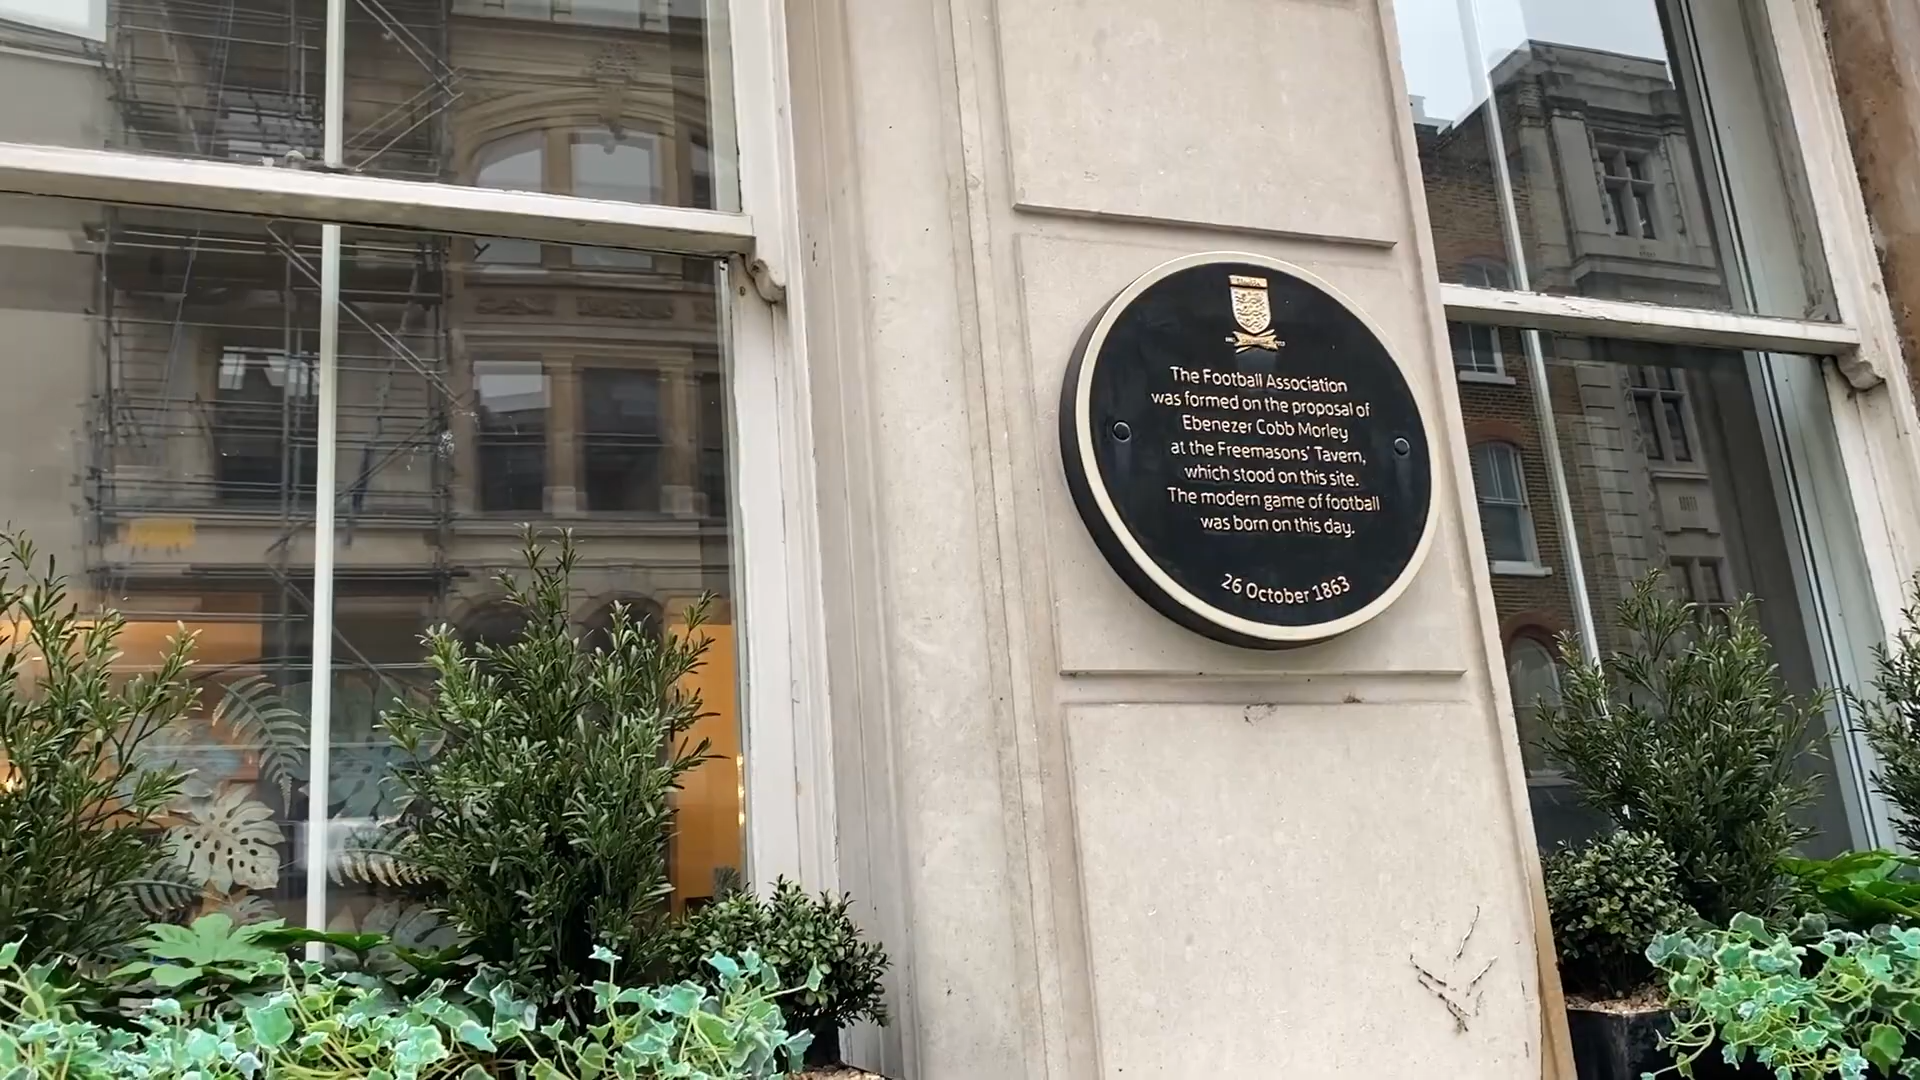 The Football Association
was formed on the proposal of
Ebenezer Cobb Morley
at the Freemasons' Tavern,
which stood on this site.
The modern game of football
was born on this day.
26 October 1863